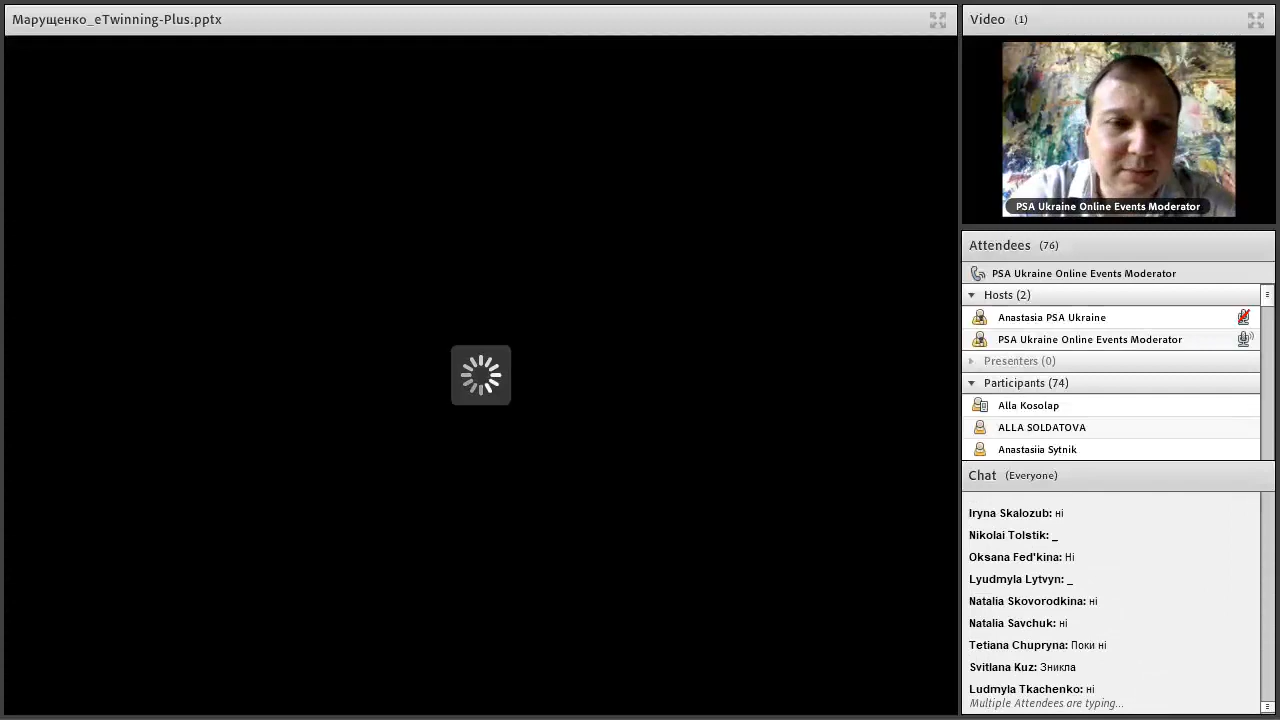 Марущенко_eTwinning-Plus.pptx
Video (1)
PSA Ukraine Online Events Moderator
Attendees (76)
PSA Ukraine Online Events Moderator
Hosts (2)
Anastasia PSA Ukraine
PSA Ukraine Online Events Moderator
Presenters (0)
Participants (74)
Alla Kosolap
ALLA SOLDATOVA
Anastasiia Sytnik
Chat (Everyone)
Iryna Skalozub: ні
Nikolai Tolstik: _
Oksana Fed'kina: Ні
Lyudmyla Lytvyn: _
Natalia Skovorodkina: ні
Natalia Savchuk: ні
Tetiana Chupryna: Поки ні
Svitlana Kuz: Зникла
Ludmyla Tkachenko: ні
Multiple Attendees are typing...